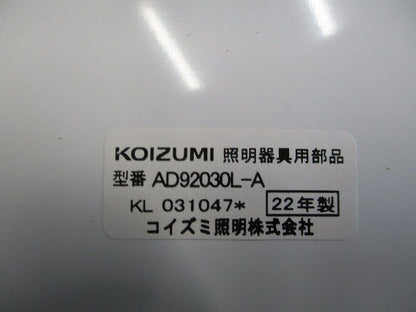 KOIZUMI 照明器具用部品
型番 AD92030L-A
KL 031047* 22年製
コイズミ照明株式会社